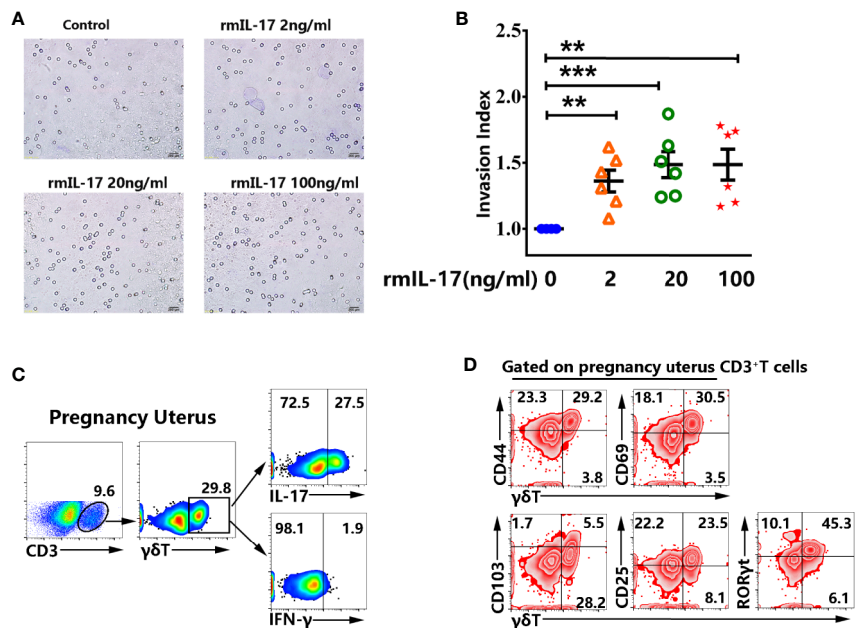 A
Control
rmIL-17 2ng/ml
rmIL-17 20ng/ml
rmIL-17 100ng/ml
B
Invasion Index
2.5
2.0
1.5
1.0
**
***
**
rmIL-17(ng/ml) 0 2 20 100
C
Pregnancy Uterus
9.6
CD3
29.8
γδT
72.5 27.5
IL-17
98.1 1.9
IFN-γ
D
Gated on pregnancy uterus CD3⁺T cells
23.3 29.2
3.8
CD44
γδT
18.1 30.5
3.5
CD69
1.7 5.5
28.2
CD103
γδT
22.2 23.5
8.1
CD25
10.1 45.3
6.1
RORγt